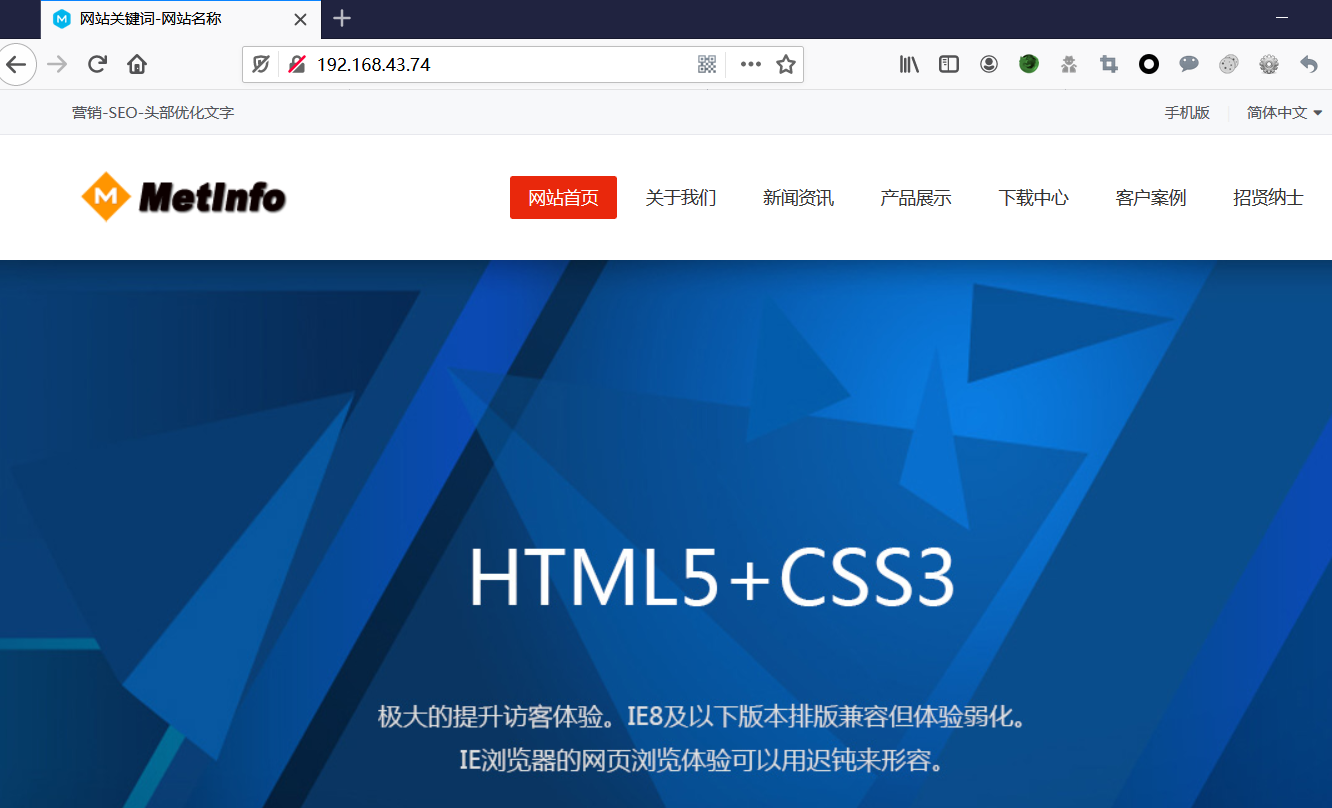 网站关键词-网站名称
192.168.43.74
营销-SEO-头部优化文字
手机版
简体中文
M MetInfo
网站首页
关于我们
新闻资讯
产品展示
下载中心
客户案例
招贤纳士
HTML5+CSS3
极大的提升访客体验。IE8及以下版本排版兼容但体验弱化。
IE浏览器的网页浏览体验可以用迟钝来形容。